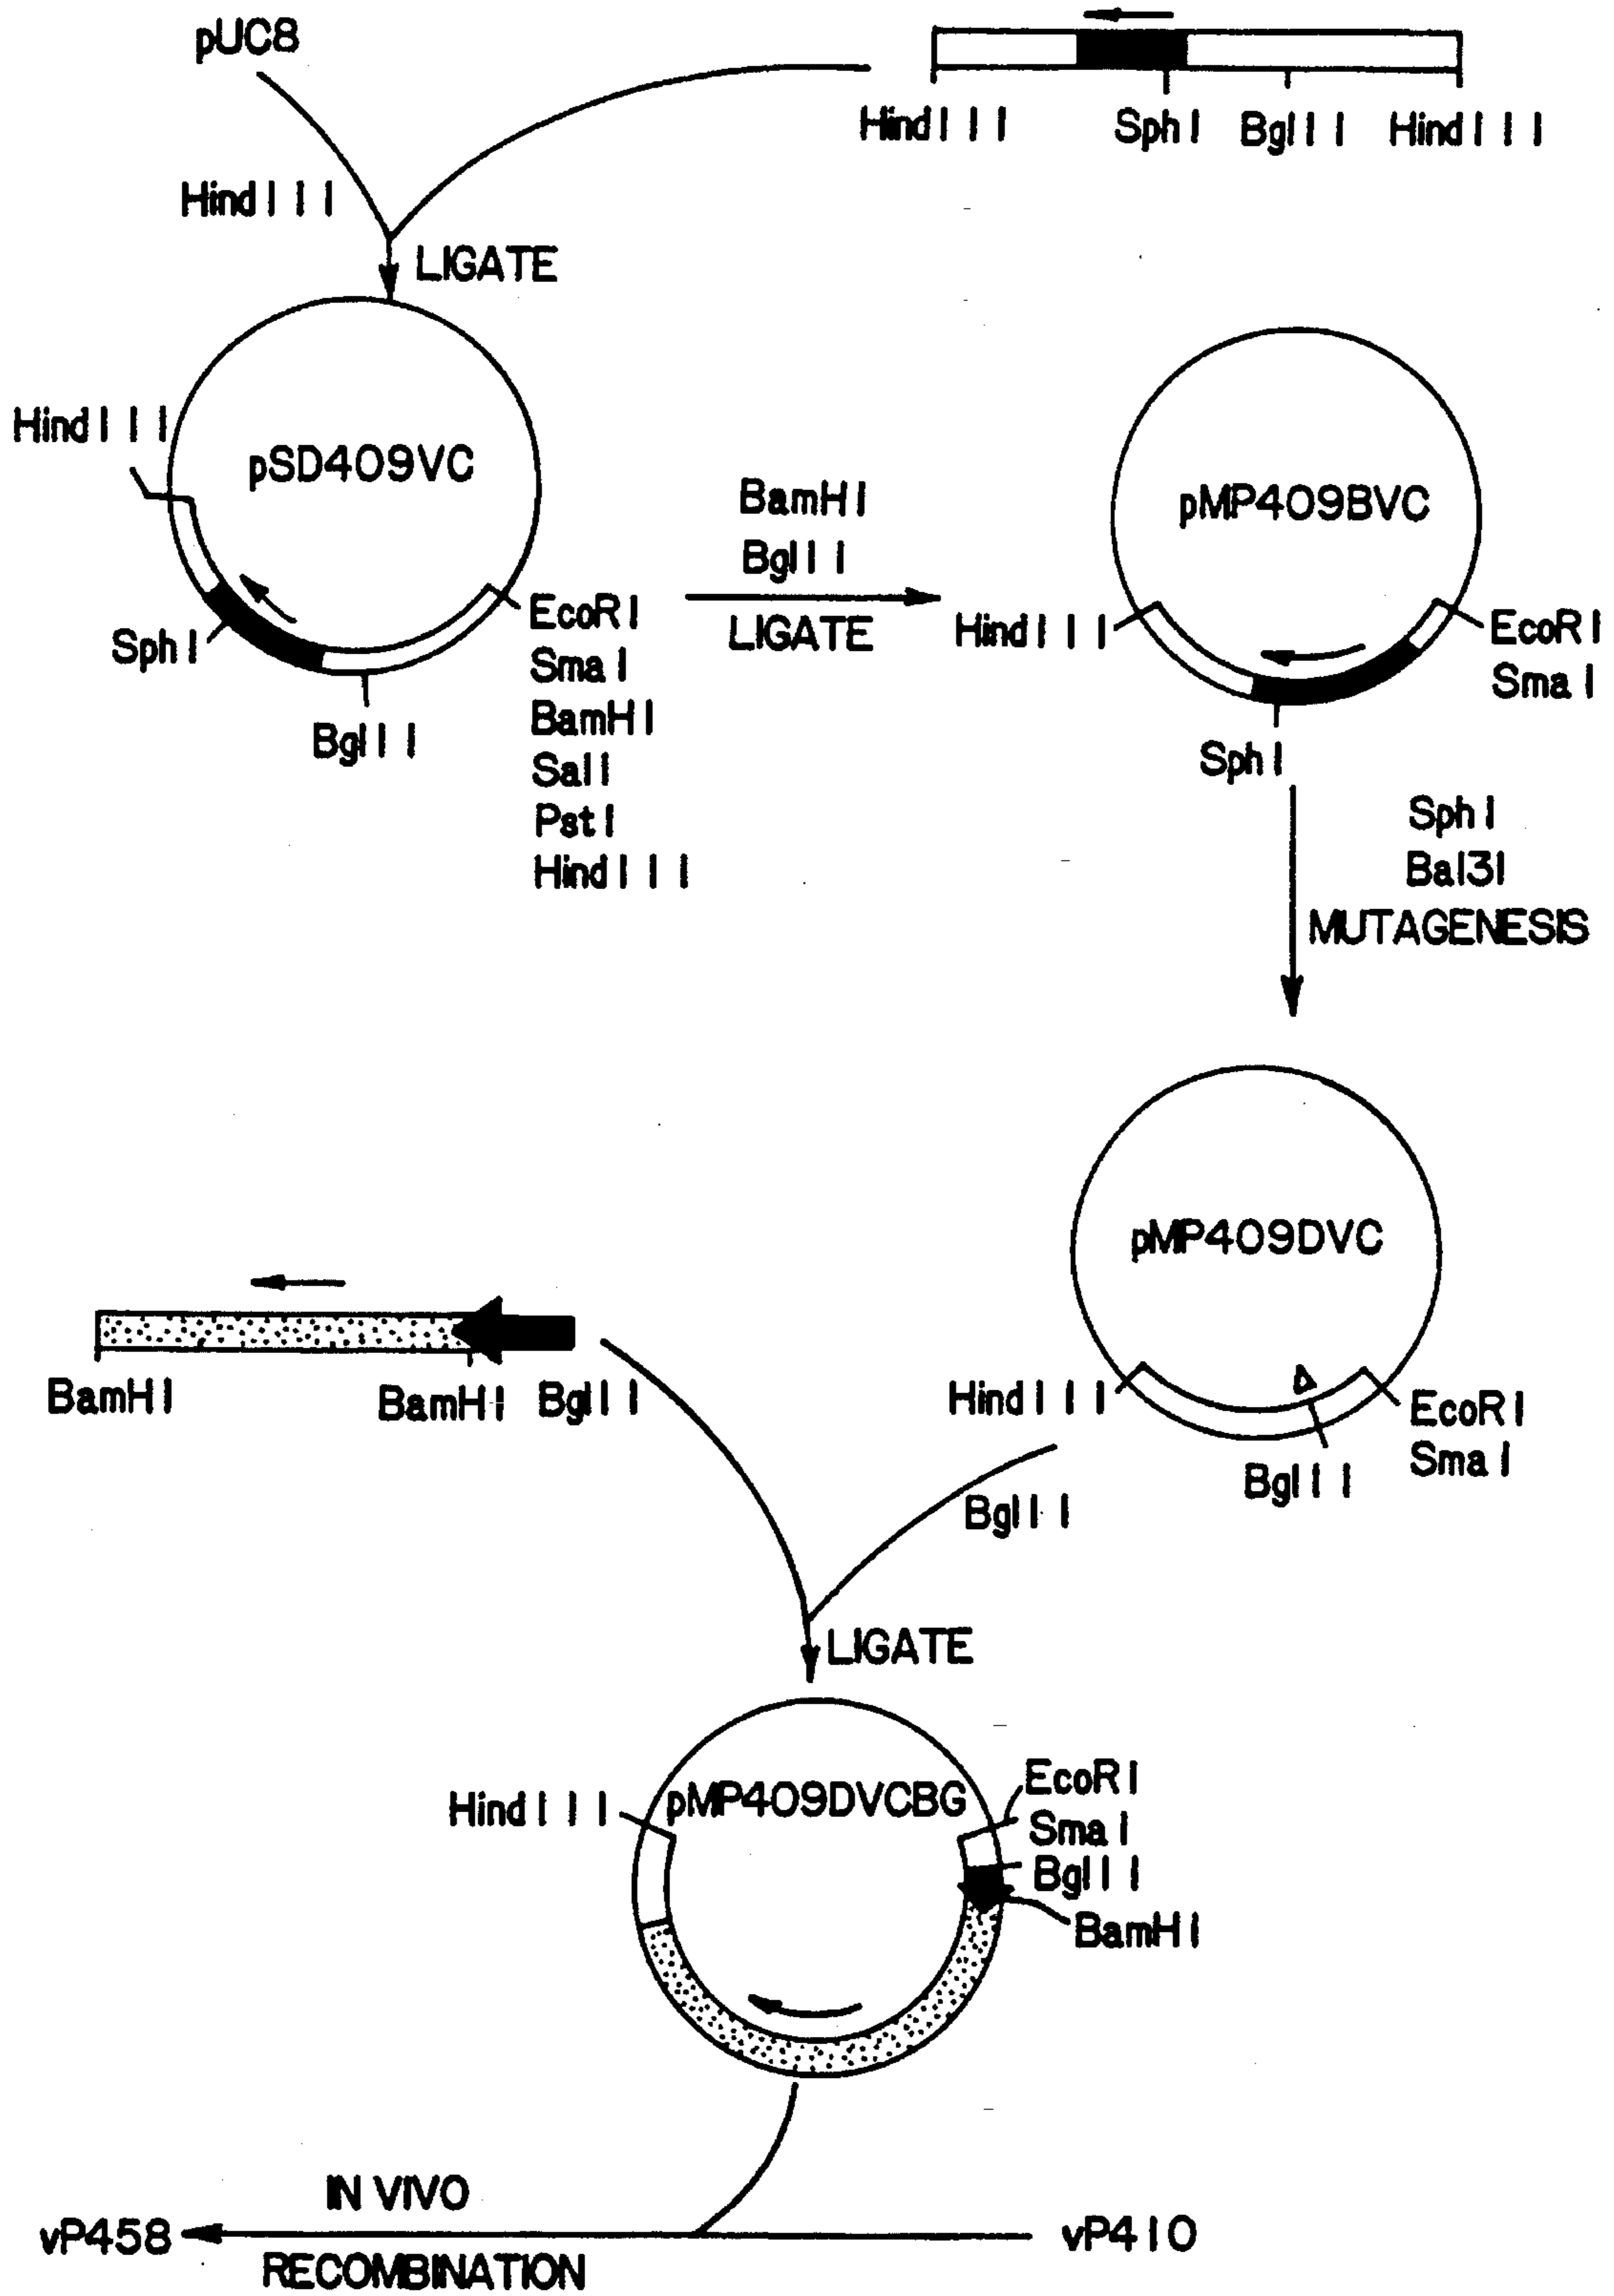 pUC8
HindIII
SphI
BglII
HindIII
HindIII
LIGATE
HindIII
pSD409VC
SphI
BglII
EcoRI
SmaI
BamHI
SalI
PstI
HindIII
BamHI
BglII
LIGATE
pMP409BVC
HindIII
EcoRI
SmaI
SphI
SphI
Bal31
MUTAGENESIS
pMP409DVC
HindIII
Δ
EcoRI
SmaI
BglII
BamHI
BamHI
BglII
BglII
LIGATE
HindIII
pMP409DVCBG
EcoRI
SmaI
BglII
BamHI
IN VIVO
vP458
vP410
RECOMBINATION